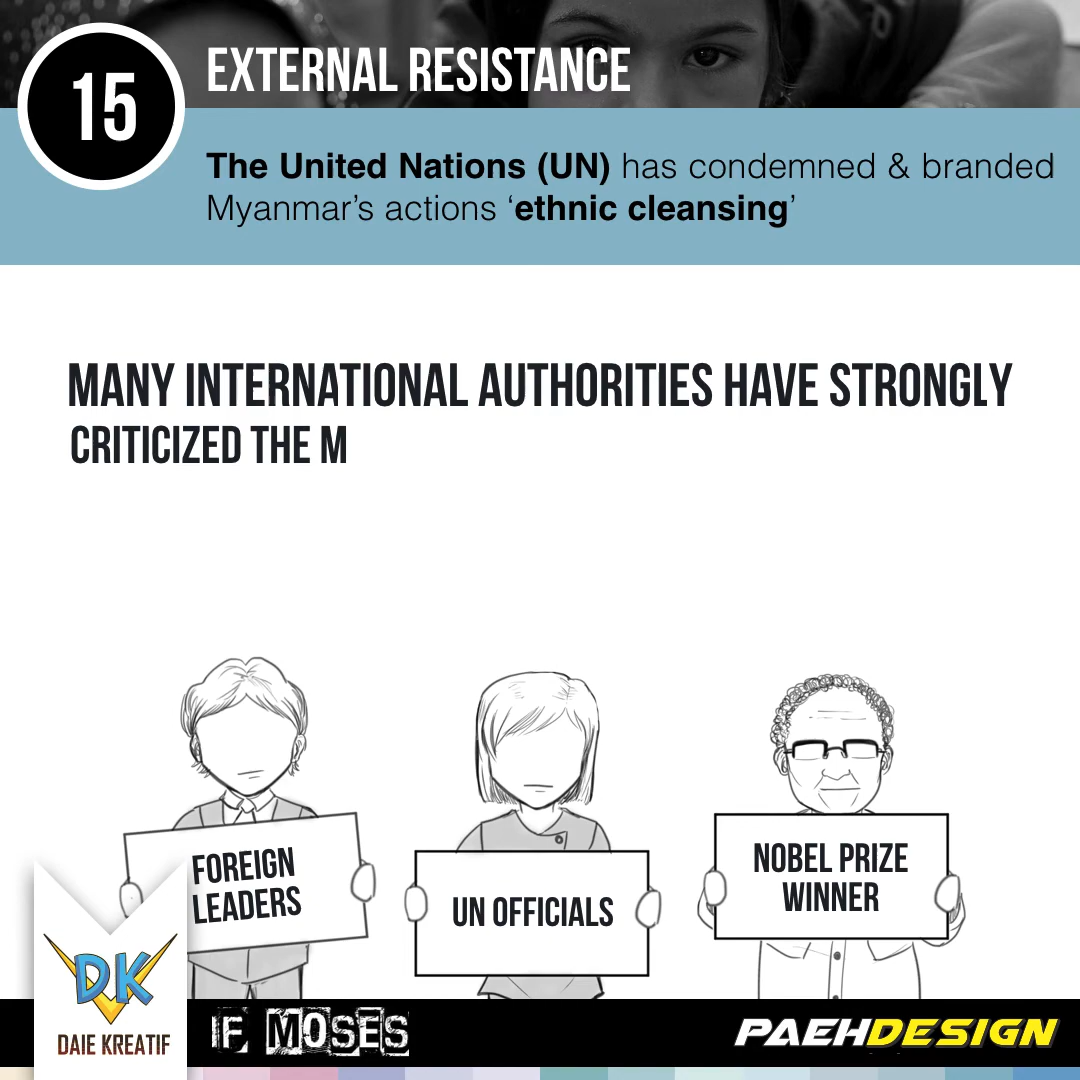 15
EXTERNAL RESISTANCE
The United Nations (UN) has condemned & branded
Myanmar’s actions ‘ethnic cleansing’
MANY INTERNATIONAL AUTHORITIES HAVE STRONGLY
CRITICIZED THE M
FOREIGN
LEADERS
UN OFFICIALS
NOBEL PRIZE
WINNER
DK
DAIE KREATIF
IF MOSES
PAEHDESIGN